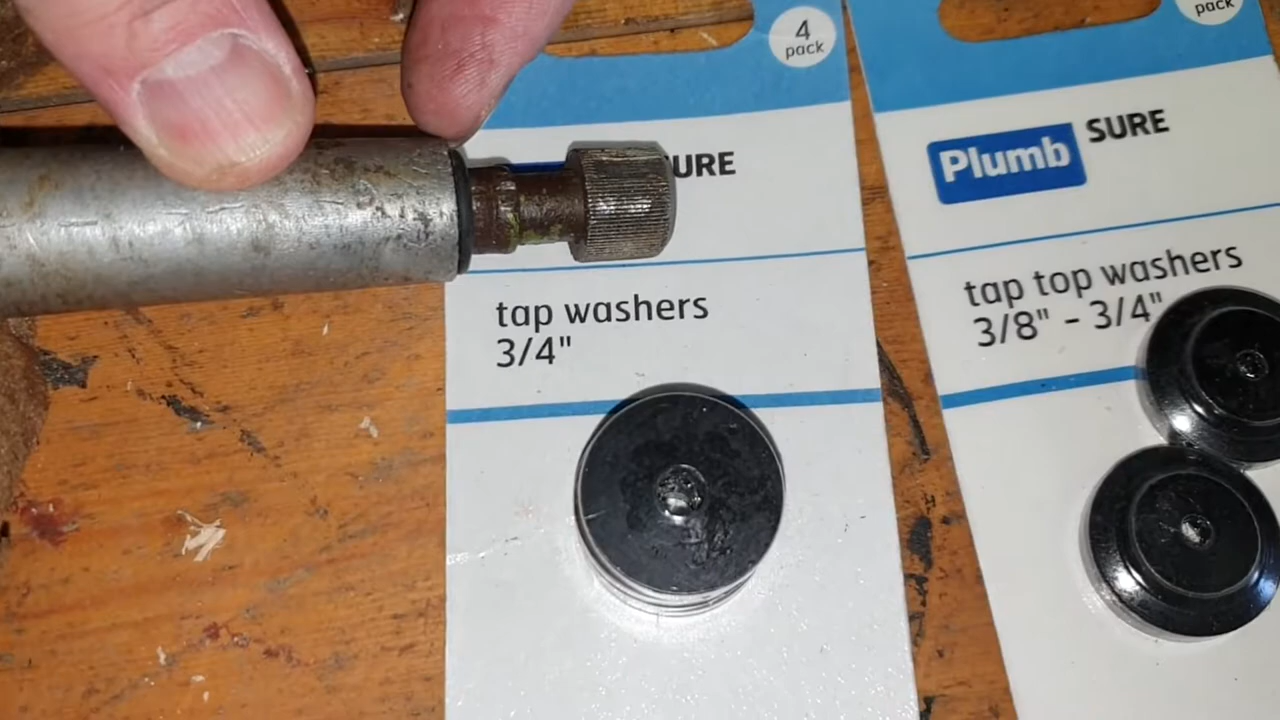 4
pack
URE
tap washers
3/4"
pack
Plumb SURE
tap top washers
3/8" - 3/4"